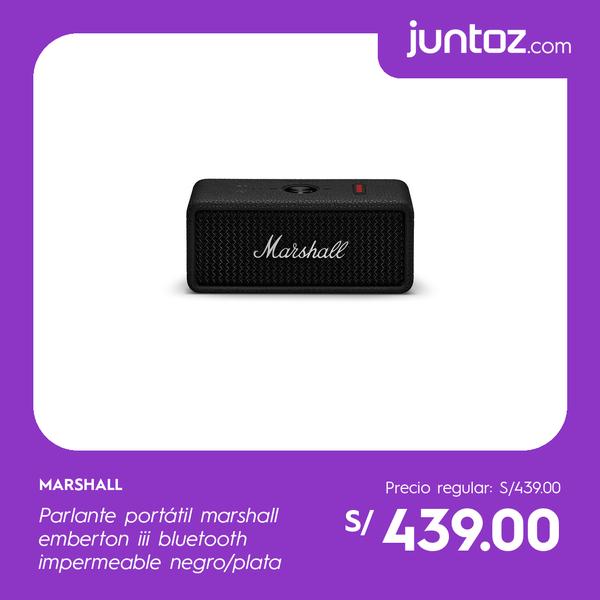 juntoz.com
Marshall
MARSHALL
Parlante portátil marshall
emberton iii bluetooth
impermeable negro/plata
Precio regular: S/439.00
S/ 439.00